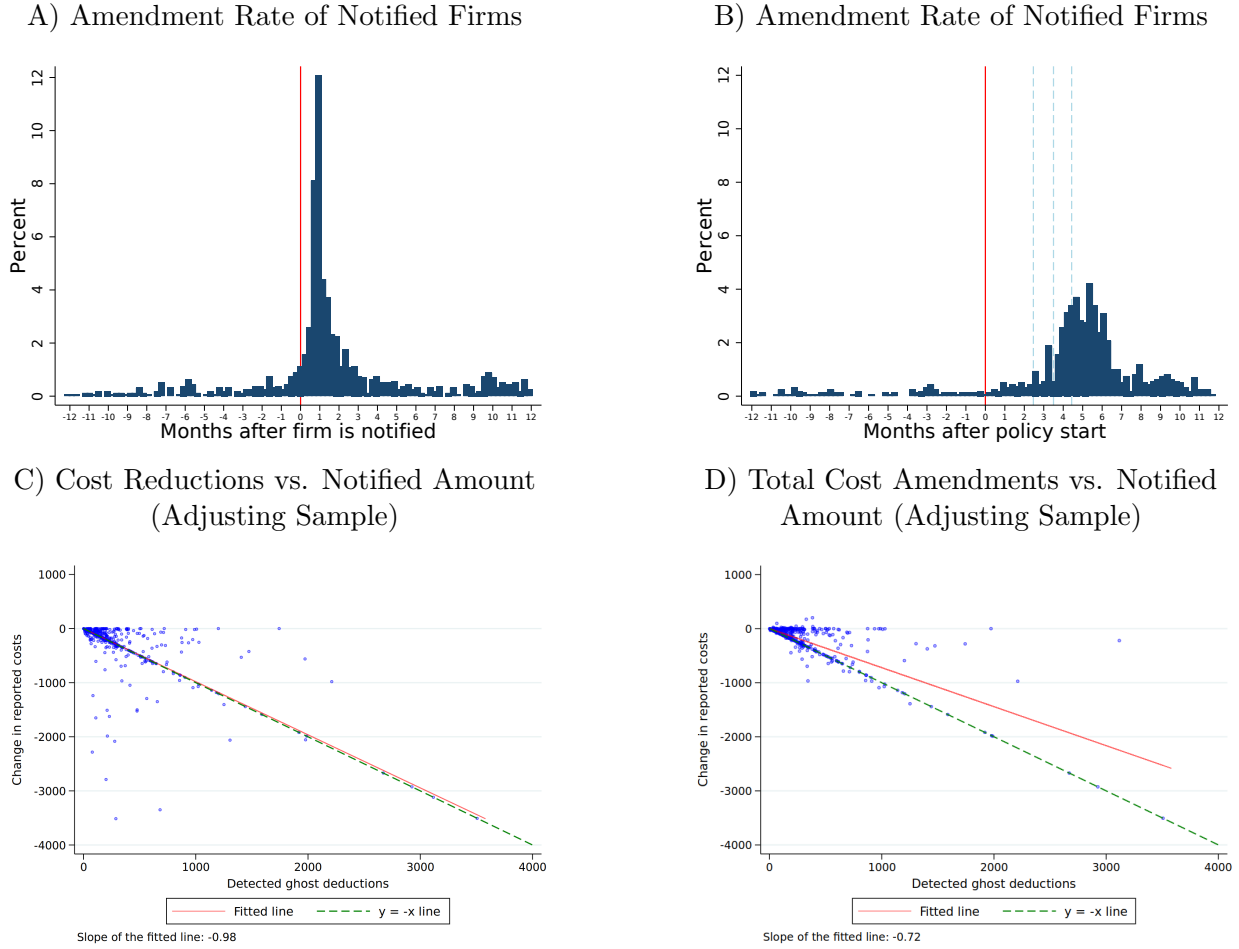 A) Amendment Rate of Notified Firms
12
10
8
6
4
2
0
Percent
-12 -11 -10 -9 -8 -7 -6 -5 -4 -3 -2 -1 0 1 2 3 4 5 6 7 8 9 10 11 12
Months after firm is notified
B) Amendment Rate of Notified Firms
12
10
8
6
4
2
0
Percent
-12 -11 -10 -9 -8 -7 -6 -5 -4 -3 -2 -1 0 1 2 3 4 5 6 7 8 9 10 11 12
Months after policy start
C) Cost Reductions vs. Notified Amount
(Adjusting Sample)
1000
0
-1000
-2000
-3000
-4000
Change in reported costs
0 1000 2000 3000 4000
Detected ghost deductions
Fitted line y = -x line
Slope of the fitted line: -0.98
D) Total Cost Amendments vs. Notified
Amount (Adjusting Sample)
1000
0
-1000
-2000
-3000
-4000
Change in reported costs
0 1000 2000 3000 4000
Detected ghost deductions
Fitted line y = -x line
Slope of the fitted line: -0.72